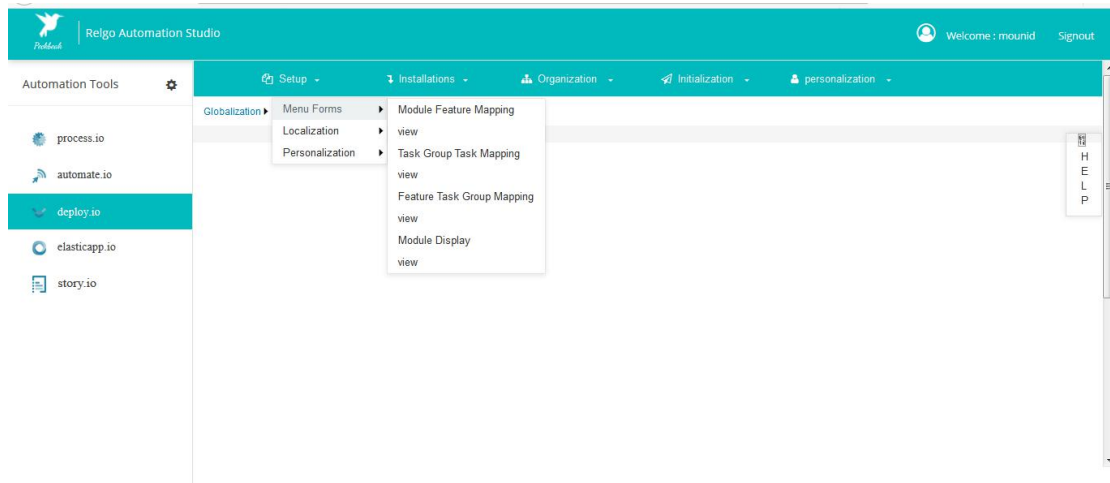 Relgo Automation Studio
Welcome : mounid
Signout
Automation Tools
Setup
Installations
Organization
Initialization
personalization
Globalization
Menu Forms
Localization
Personalization
Module Feature Mapping
view
Task Group Task Mapping
view
Feature Task Group Mapping
view
Module Display
view
process.io
automate.io
deploy.io
elasticapp.io
story.io
H
E
L
P